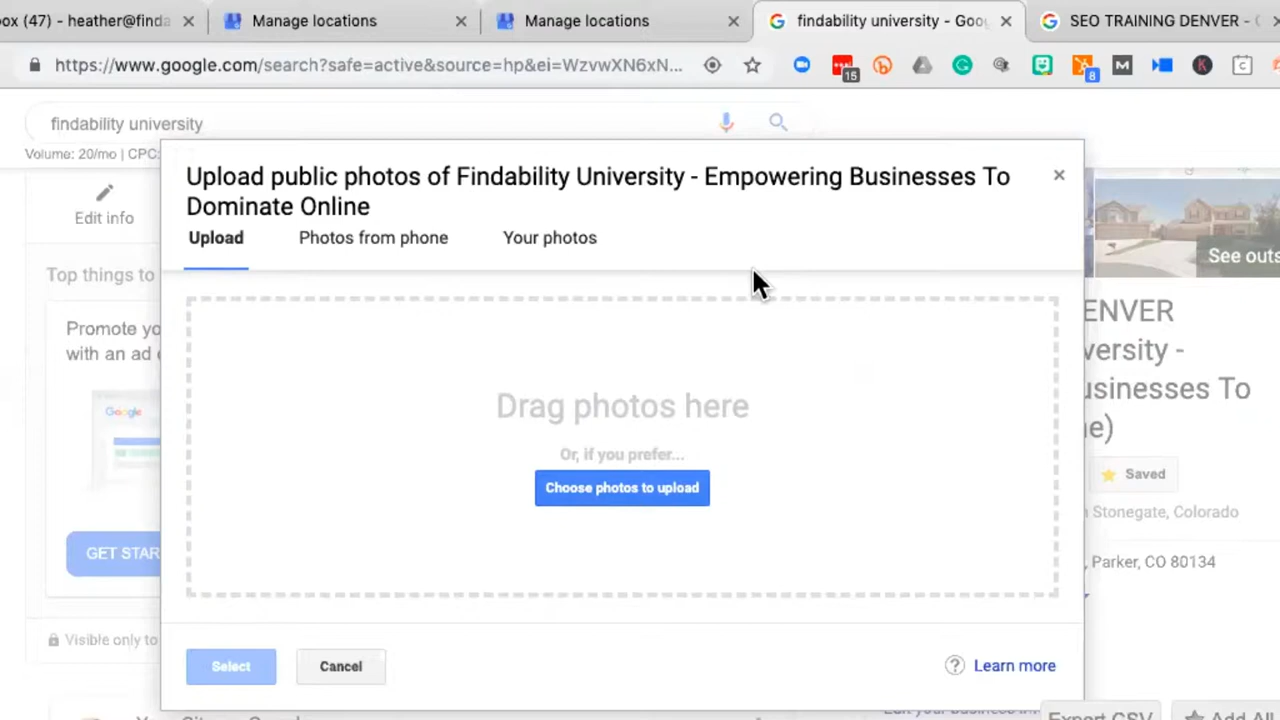 ox (47) - heather@finda
Manage locations
Manage locations
findability university - Goo
SEO TRAINING DENVER -
https://www.google.com/search?safe=active&source=hp&ei=WzvwXN6xN...
15
8
findability university
Volume: 20/mo | CPC:
Edit info
Top things to
Promote yo
with an ad
Google
GET STAR
Visible only to
Upload public photos of Findability University - Empowering Businesses To
Dominate Online
Upload
Photos from phone
Your photos
Drag photos here
Or, if you prefer...
Choose photos to upload
Select
Cancel
Learn more
See outs
ENVER
versity -
usinesses To
ne)
Saved
Stonegate, Colorado
, Parker, CO 80134
Export CSV
Add All